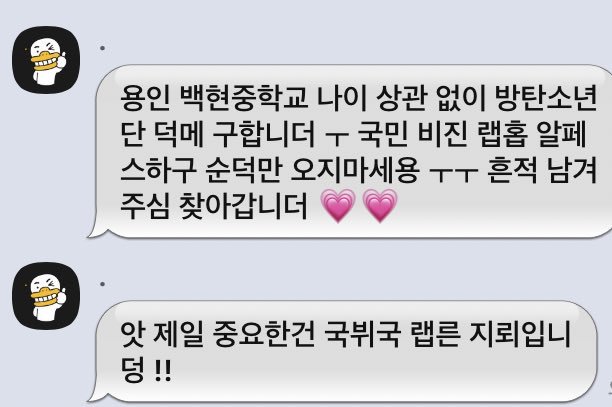 용인 백현중학교 나이 상관 없이 방탄소년
단 덕메 구합니더 ㅜ 국민 비진 랩홉 알페
스하구 순덕만 오지마세용 ㅜㅜ 흔적 남겨
주심 찾아갑니더 💗💗
앗 제일 중요한건 국뷔국 랩른 지뢰입니
덩 !!